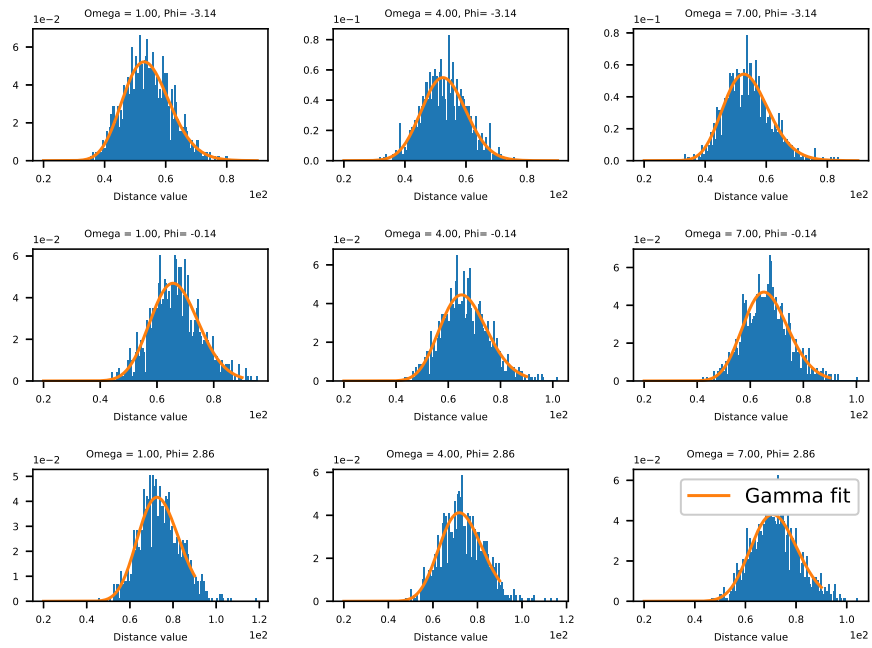 Omega = 1.00, Phi= -3.14
1e−2
6
4
2
0
0.2 0.4 0.6 0.8
1e2
Distance value
Omega = 4.00, Phi= -3.14
1e−1
0.8
0.6
0.4
0.2
0.0
0.2 0.4 0.6 0.8
1e2
Distance value
Omega = 7.00, Phi= -3.14
1e−1
0.8
0.6
0.4
0.2
0.0
0.2 0.4 0.6 0.8
1e2
Distance value
Omega = 1.00, Phi= -0.14
1e−2
6
4
2
0
0.2 0.4 0.6 0.8
1e2
Distance value
Omega = 4.00, Phi= -0.14
1e−2
6
4
2
0
0.2 0.4 0.6 0.8 1.0
1e2
Distance value
Omega = 7.00, Phi= -0.14
1e−2
6
4
2
0
0.2 0.4 0.6 0.8 1.0
1e2
Distance value
Omega = 1.00, Phi= 2.86
1e−2
5
4
3
2
1
0
0.2 0.4 0.6 0.8 1.0 1.2
1e2
Distance value
Omega = 4.00, Phi= 2.86
1e−2
6
4
2
0
0.2 0.4 0.6 0.8 1.0 1.2
1e2
Distance value
Omega = 7.00, Phi= 2.86
1e−2
Gamma fit
6
4
2
0
0.2 0.4 0.6 0.8 1.0
1e2
Distance value